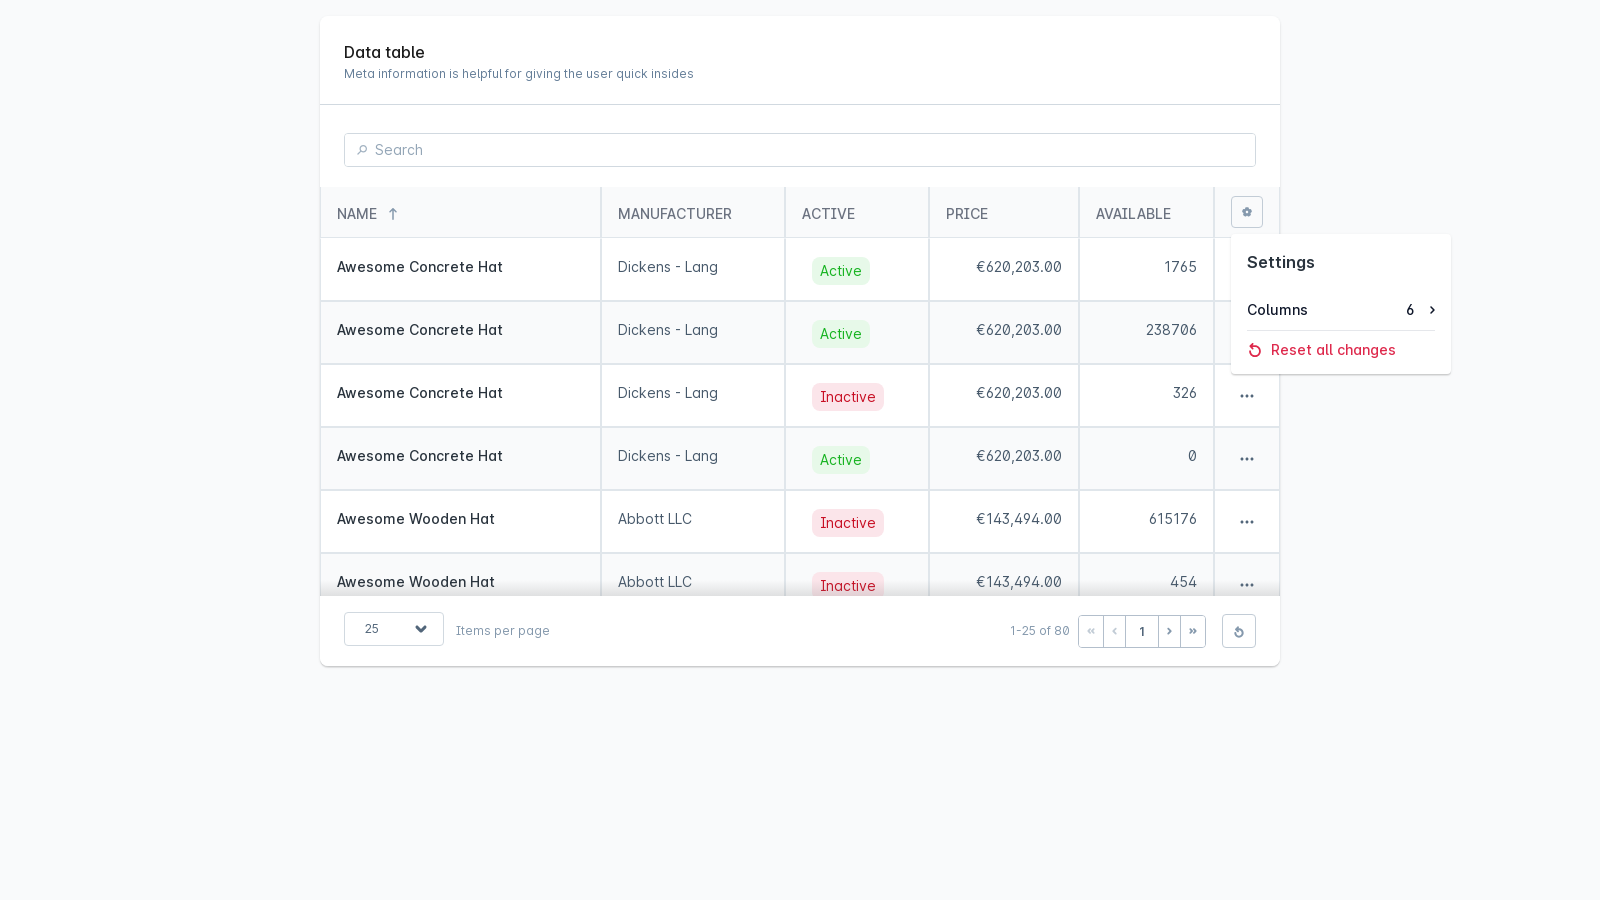 Data table
Meta information is helpful for giving the user quick insides
Search
NAME MANUFACTURER ACTIVE PRICE AVAILABLE
Awesome Concrete Hat Dickens - Lang Active €620,203.00 1765
Settings
Columns 6
Awesome Concrete Hat Dickens - Lang Active €620,203.00 238706
Reset all changes
Awesome Concrete Hat Dickens - Lang Inactive €620,203.00 326
Awesome Concrete Hat Dickens - Lang Active €620,203.00 0
Awesome Wooden Hat Abbott LLC Inactive €143,494.00 615176
Awesome Wooden Hat Abbott LLC Inactive €143,494.00 454
25 Items per page 1-25 of 80 « ‹ 1 › »